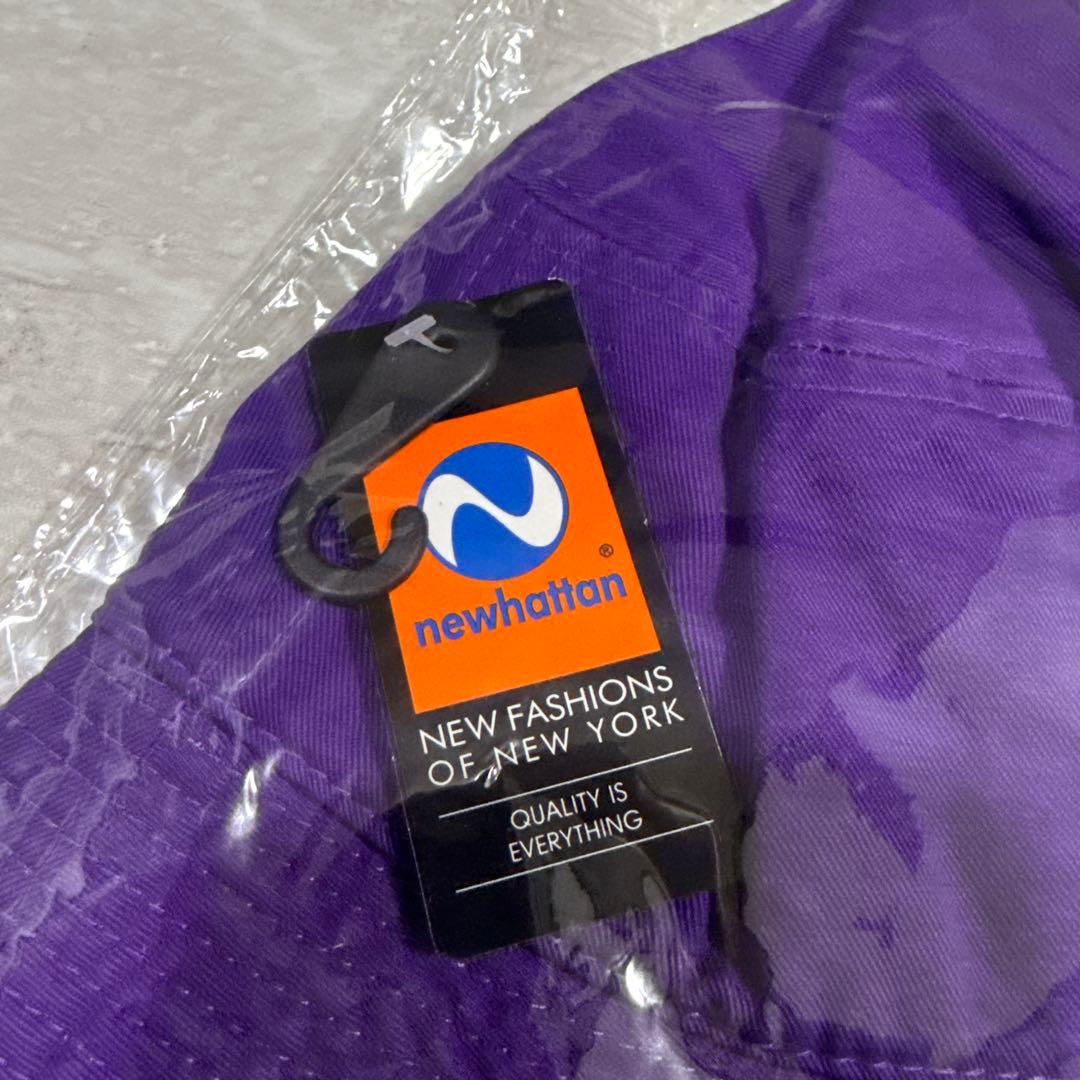 ®
newhattan
NEW FASHIONS
OF NEW YORK
QUALITY IS
EVERYTHING